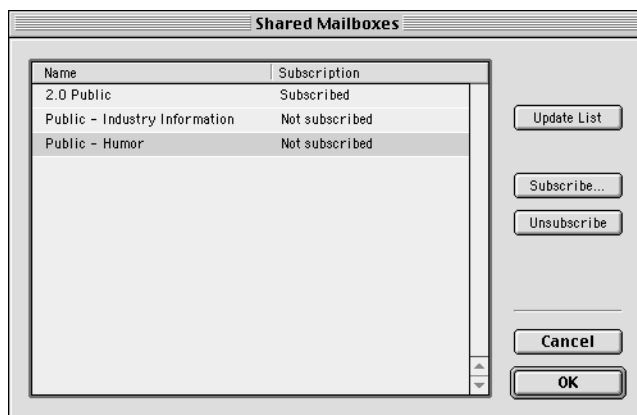 Shared Mailboxes
Name Subscription
2.0 Public Subscribed
Public - Industry Information Not subscribed
Public - Humor Not subscribed
Update List
Subscribe...
Unsubscribe
Cancel
OK